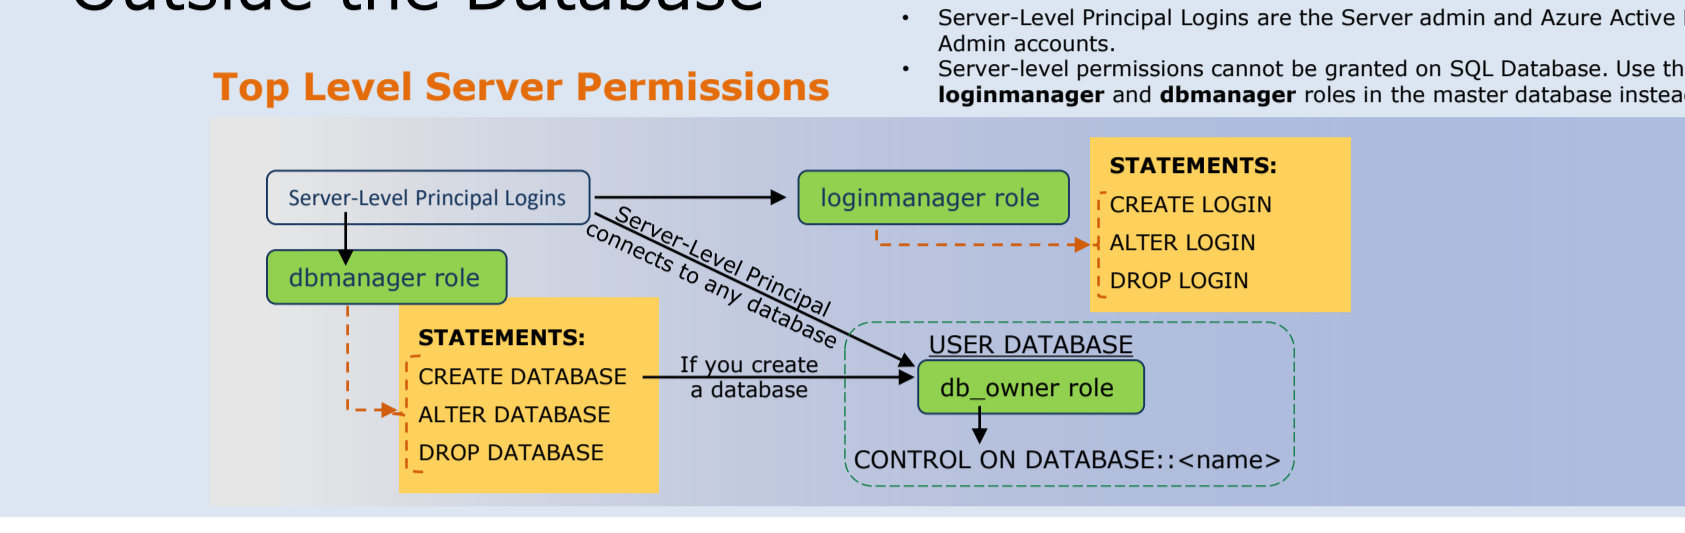 Outside the Database
• Server-Level Principal Logins are the Server admin and Azure Active
Admin accounts.
• Server-level permissions cannot be granted on SQL Database. Use
loginmanager and dbmanager roles in the master database
Top Level Server Permissions
Server-Level Principal Logins
loginmanager role
STATEMENTS:
CREATE LOGIN
ALTER LOGIN
DROP LOGIN
Server-Level Principal
connects to any database
dbmanager role
STATEMENTS:
CREATE DATABASE
ALTER DATABASE
DROP DATABASE
If you create
a database
USER DATABASE
db_owner role
CONTROL ON DATABASE::<name>